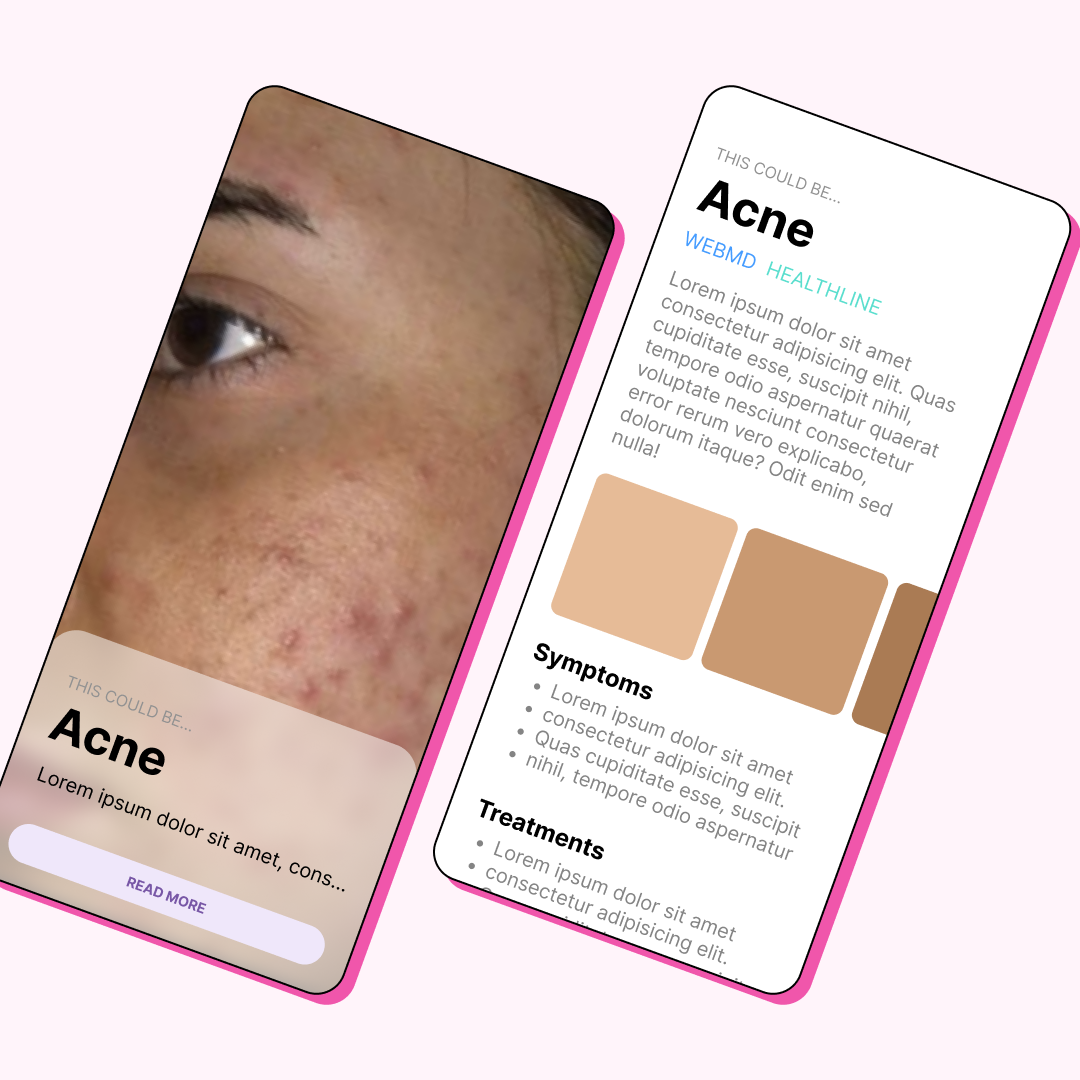 THIS COULD BE...
Acne
Lorem ipsum dolor sit amet, cons...
READ MORE
THIS COULD BE...
Acne
WEBMD HEALTHLINE
Lorem ipsum dolor sit amet
consectetur adipisicing elit. Quas
cupiditate esse, suscipit nihil,
tempore odio aspernatur quaerat
voluptate nesciunt consectetur
error rerum vero explicabo,
dolorum itaque? Odit enim sed
nulla!
Symptoms
• Lorem ipsum dolor sit amet
• consectetur adipisicing elit.
• Quas cupiditate esse, suscipit
• nihil, tempore odio aspernatur
Treatments
• Lorem ipsum dolor sit amet
• consectetur adipisicing elit.